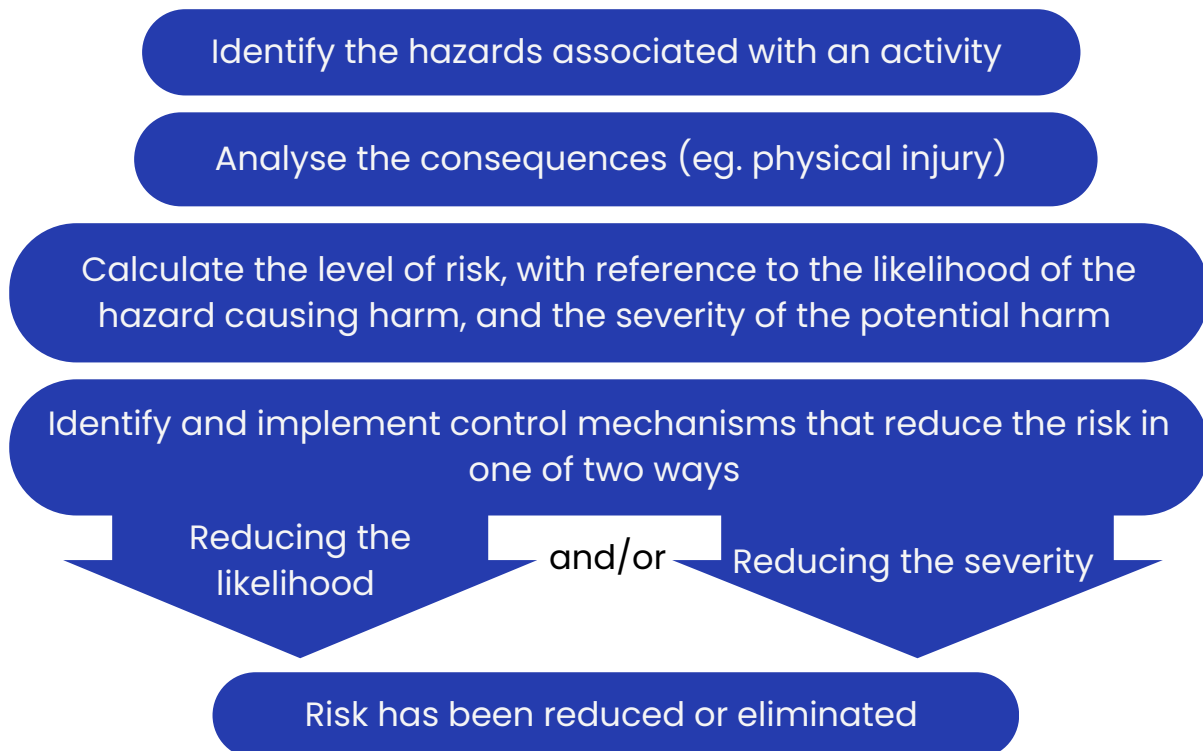 Identify the hazards associated with an activity
Analyse the consequences (eg. physical injury)
Calculate the level of risk, with reference to the likelihood of the
hazard causing harm, and the severity of the potential harm
Identify and implement control mechanisms that reduce the risk in
one of two ways
Reducing the
likelihood
and/or
Reducing the severity
Risk has been reduced or eliminated